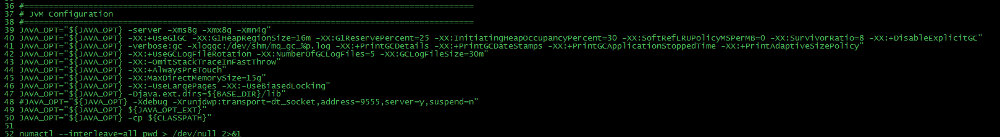 36 #===========================================================================================
37 # JVM Configuration
38 #===========================================================================================
39 JAVA_OPT="${JAVA_OPT} -server -Xms8g -Xmx8g -Xmn4g"
40 JAVA_OPT="${JAVA_OPT} -XX:+UseG1GC -XX:G1HeapRegionSize=16m -XX:G1ReservePercent=25 -XX:InitiatingHeapOccupancyPercent=30 -XX:SoftRefLRUPolicyMSPerMB=0 -XX:SurvivorRatio=8 -XX:+DisableExplicitGC"
41 JAVA_OPT="${JAVA_OPT} -verbose:gc -Xloggc:/dev/shm/mq_gc_%p.log -XX:+PrintGCDetails -XX:+PrintGCDateStamps -XX:+PrintGCApplicationStoppedTime -XX:+PrintAdaptiveSizePolicy"
42 JAVA_OPT="${JAVA_OPT} -XX:+UseGCLogFileRotation -XX:NumberOfGCLogFiles=5 -XX:GCLogFileSize=30m"
43 JAVA_OPT="${JAVA_OPT} -XX:-OmitStackTraceInFastThrow"
44 JAVA_OPT="${JAVA_OPT} -XX:+AlwaysPreTouch"
45 JAVA_OPT="${JAVA_OPT} -XX:MaxDirectMemorySize=15g"
46 JAVA_OPT="${JAVA_OPT} -XX:-UseLargePages -XX:-UseBiasedLocking"
47 JAVA_OPT="${JAVA_OPT} -Djava.ext.dirs=${BASE_DIR}/lib"
48 #JAVA_OPT="${JAVA_OPT} -Xdebug -Xrunjdwp:transport=dt_socket,address=9555,server=y,suspend=n"
49 JAVA_OPT="${JAVA_OPT} ${JAVA_OPT_EXT}"
50 JAVA_OPT="${JAVA_OPT} -cp ${CLASSPATH}"
51
52 numactl --interleave=all pwd > /dev/null 2>&1